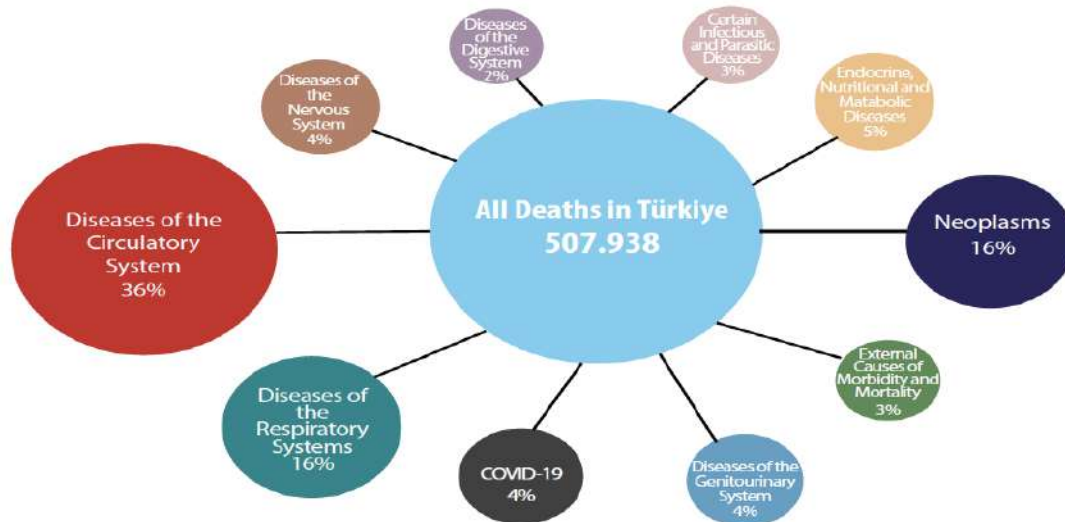 All Deaths in Türkiye
507.938
Diseases
of the
Digestive
System
2%
Certain
Infectious
and Parasitic
Diseases
3%
Endocrine,
Nutritional and
Matabolic
Diseases
5%
Neoplasms
16%
External
Causes of
Morbidity and
Mortality
3%
Diseases of the
Genitourinary
System
4%
COVID-19
4%
Diseases of
the
Respiratory
Systems
16%
Diseases of the
Circulatory
System
36%
Diseases of
the
Nervous
System
4%